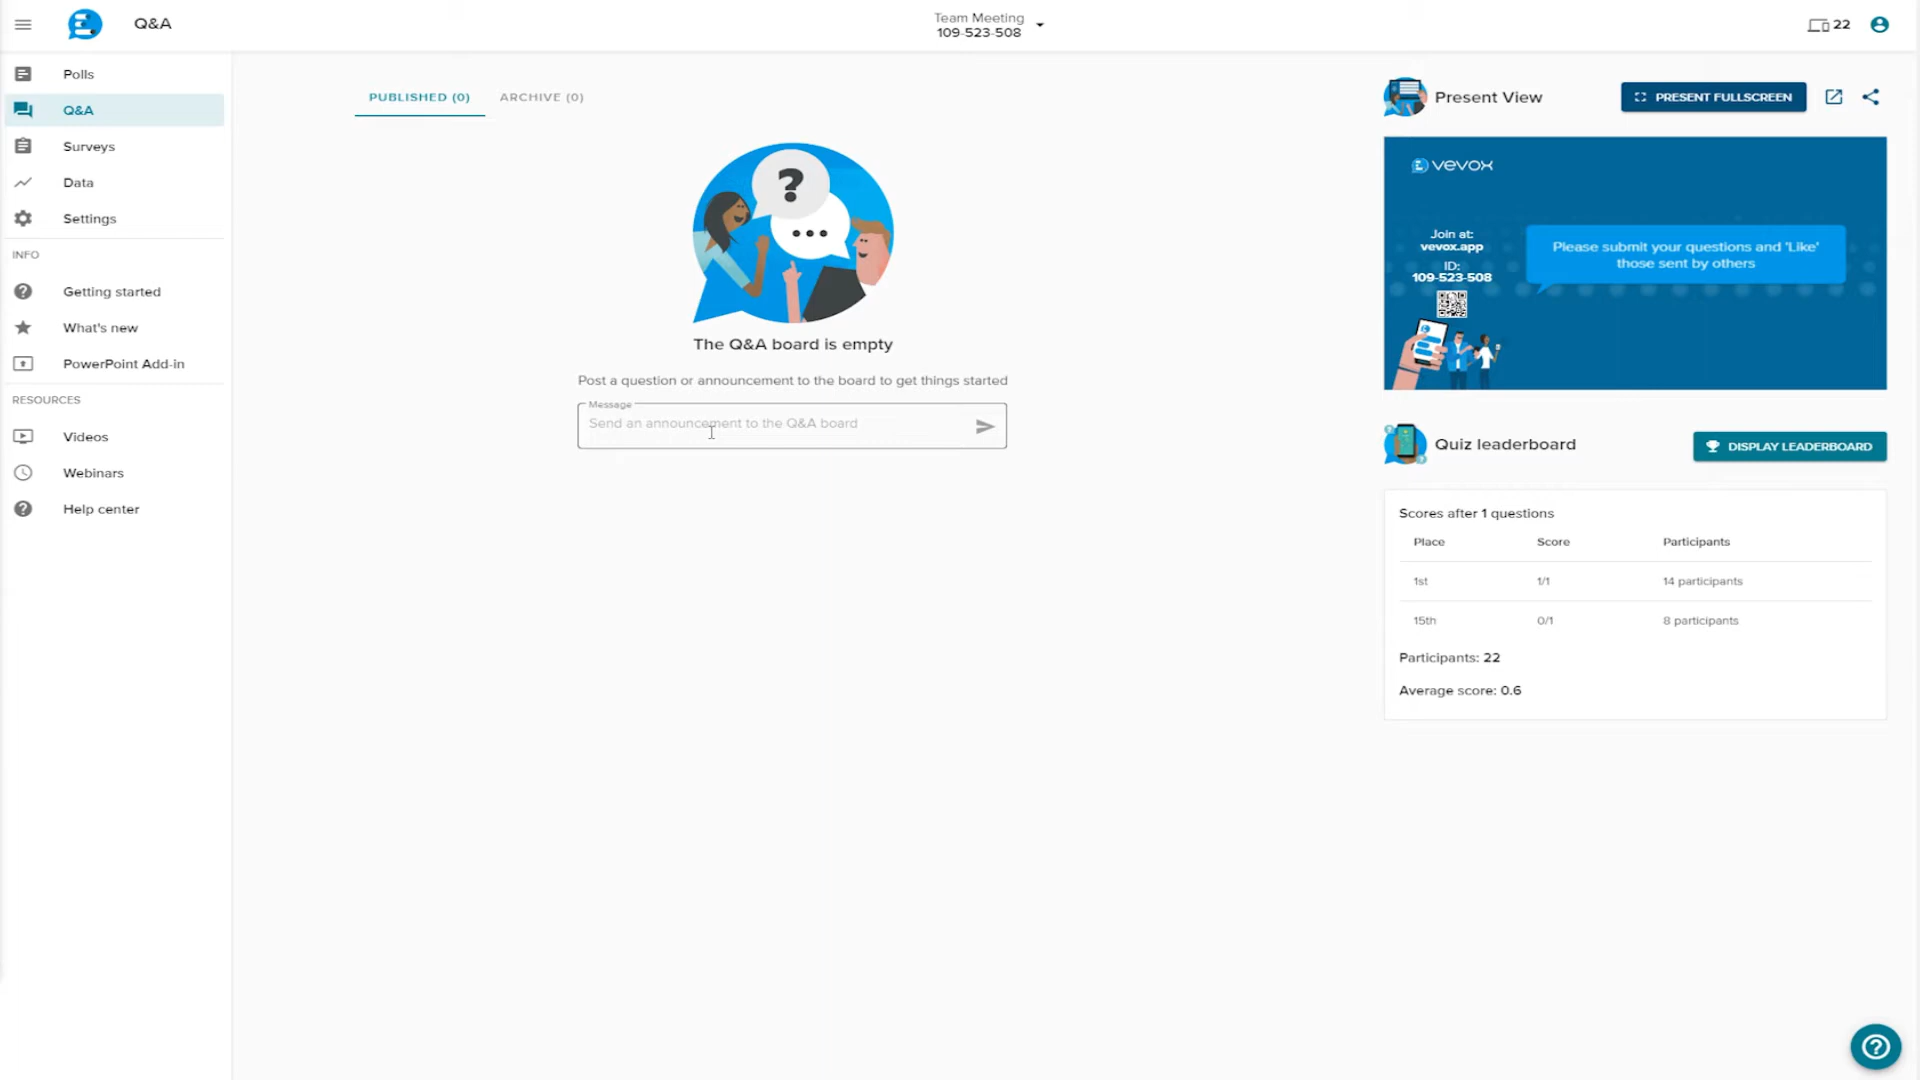 Q&A
Team Meeting
109-523-508
22
Polls
Q&A
Surveys
Data
Settings
INFO
Getting started
What's new
PowerPoint Add-in
RESOURCES
Videos
Webinars
Help center
PUBLISHED (0)
ARCHIVE (0)
?
The Q&A board is empty
Post a question or announcement to the board to get things started
Message
Send an announcement to the Q&A board
Present View
PRESENT FULLSCREEN
vevox
Join at:
vevox.app
ID:
109-523-508
Please submit your questions and 'Like'
those sent by others
Quiz leaderboard
DISPLAY LEADERBOARD
Scores after 1 questions
Place Score Participants
1st 1/1 14 participants
15th 0/1 8 participants
Participants: 22
Average score: 0.6